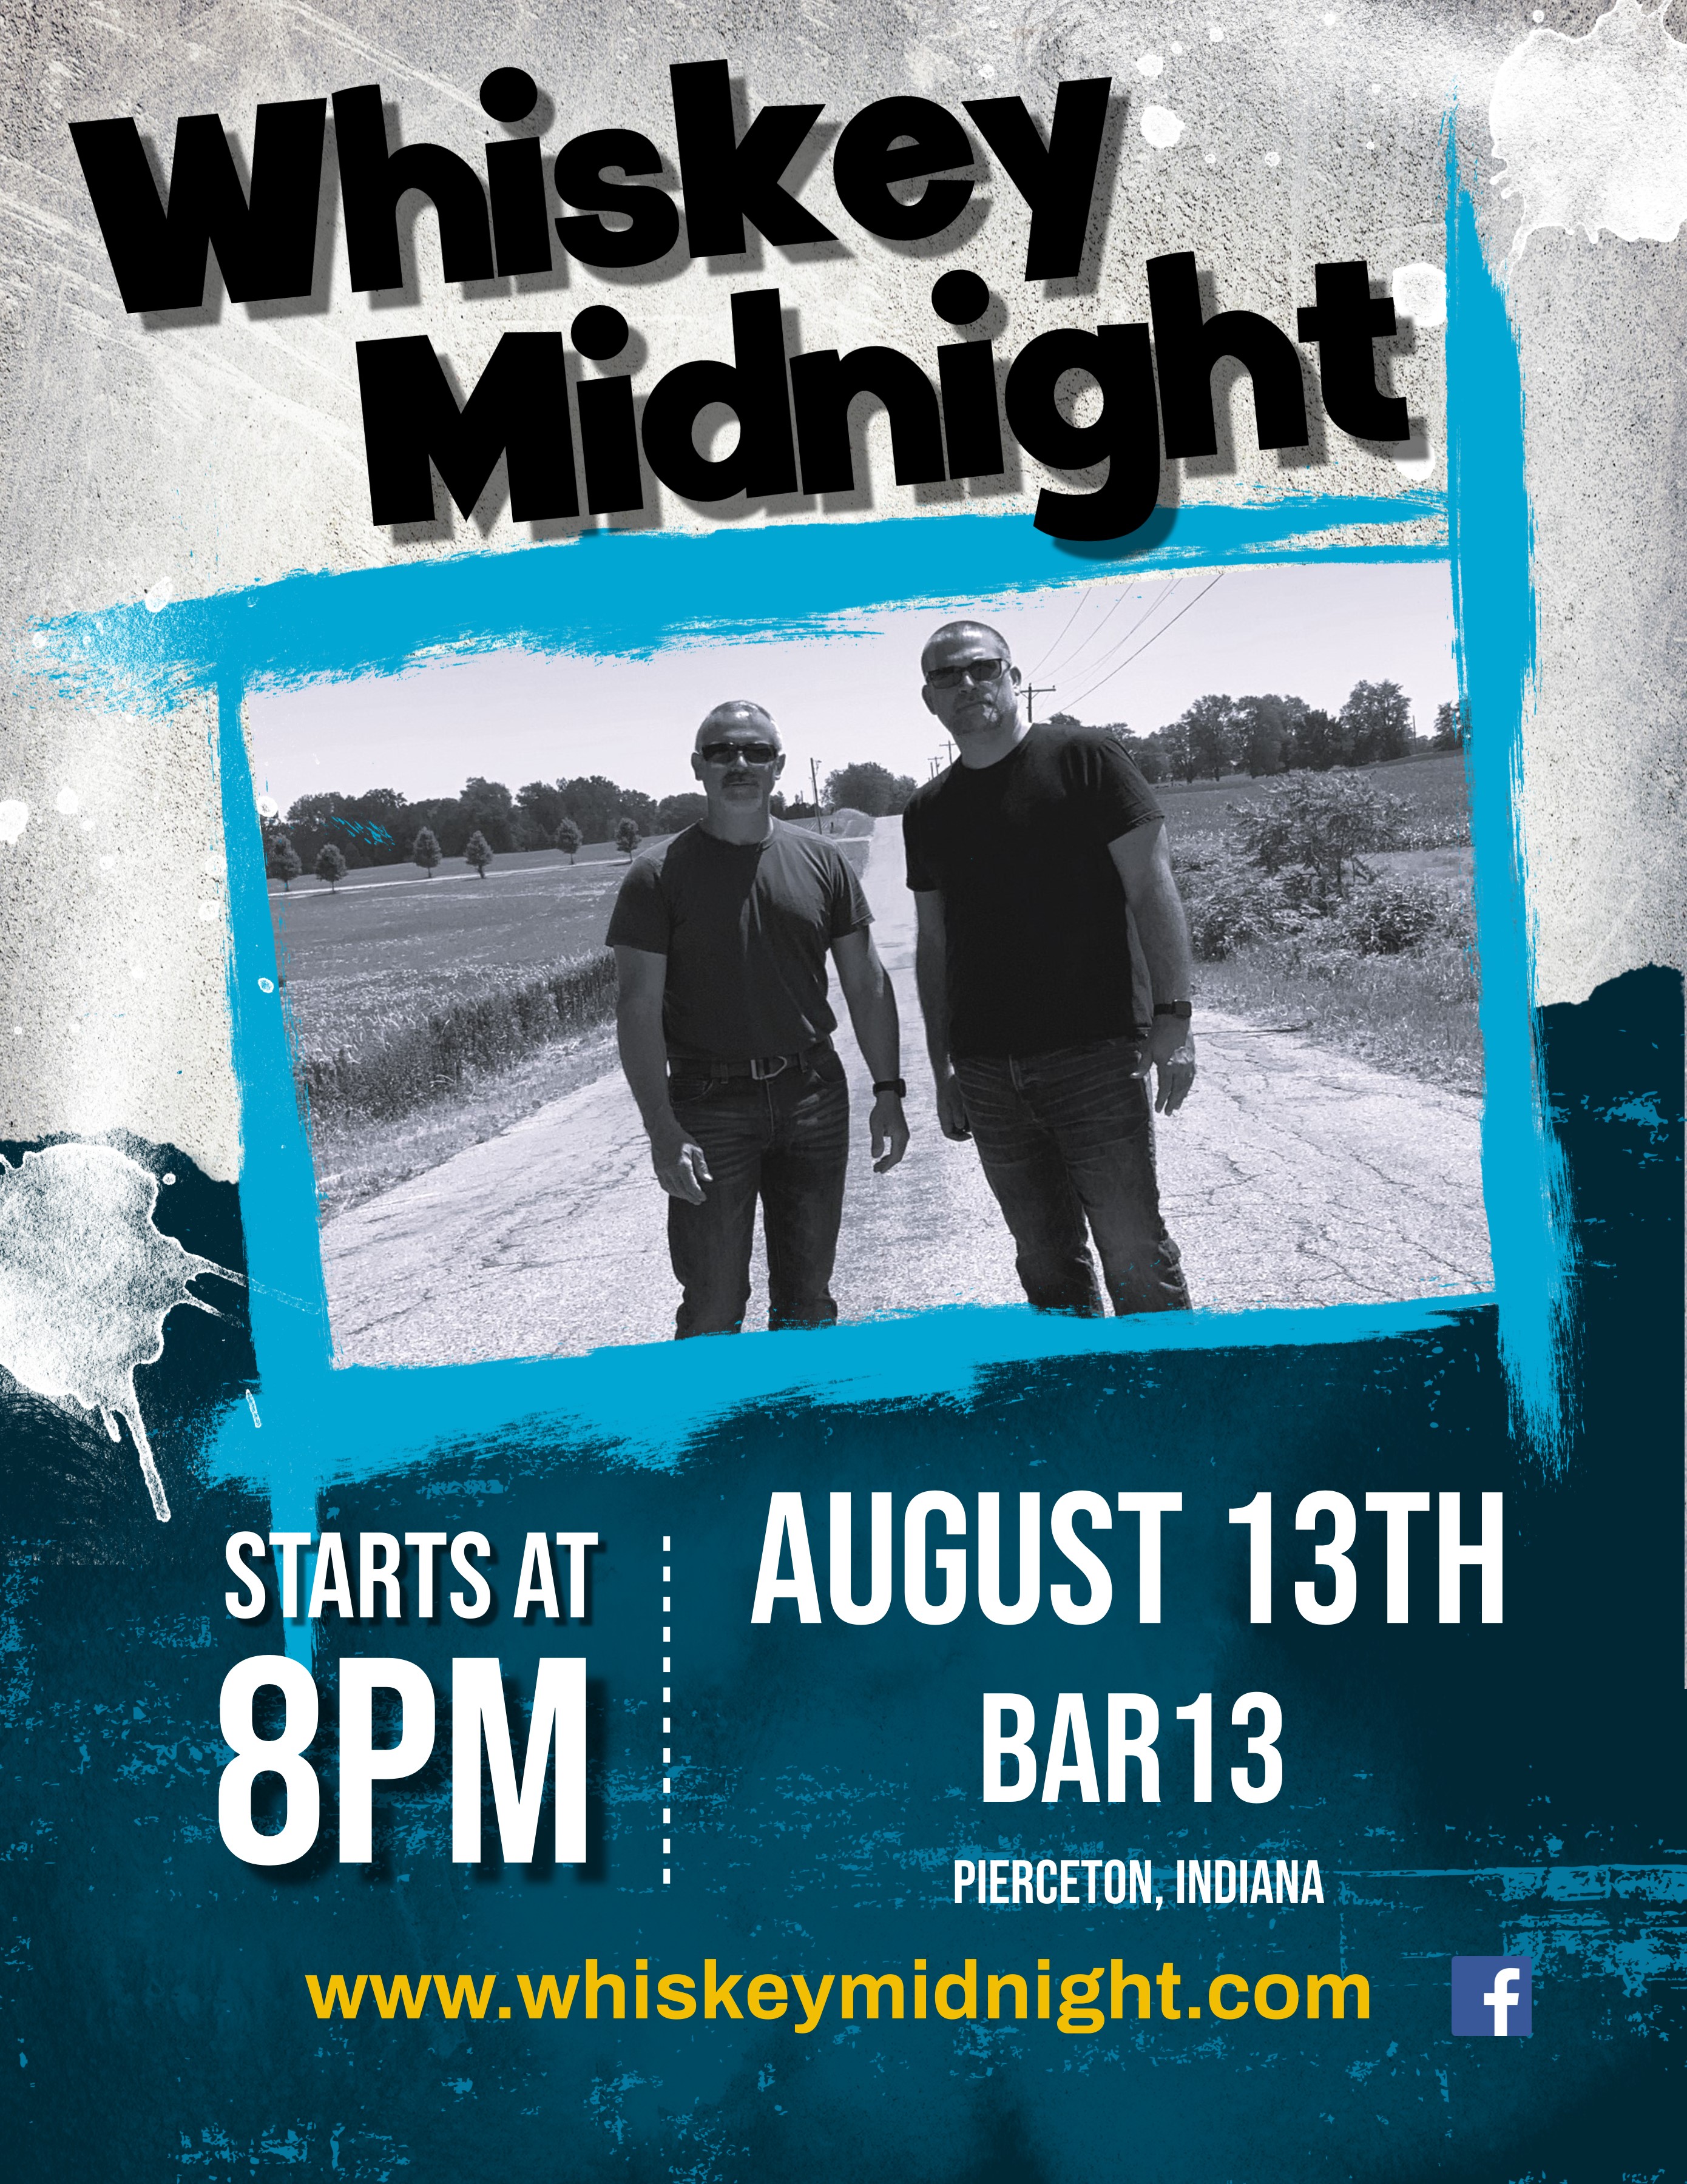 Whiskey
Midnight
STARTS AT
8PM
AUGUST 13TH
BAR13
PIERCETON, INDIANA
www.whiskeymidnight.com
f